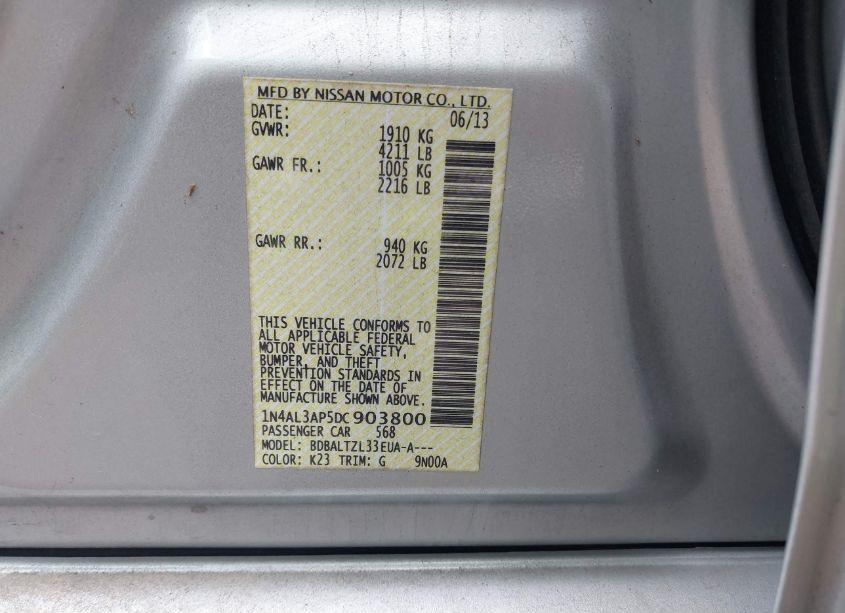 MFD BY NISSAN MOTOR CO., LTD.
DATE: 06/13
GVWR: 1910 KG
4211 LB
GAWR FR.: 1005 KG
2216 LB
GAWR RR.: 940 KG
2072 LB
THIS VEHICLE CONFORMS TO
ALL APPLICABLE FEDERAL
MOTOR VEHICLE SAFETY,
BUMPER, AND THEFT
PREVENTION STANDARDS IN
EFFECT ON THE DATE OF
MANUFACTURE SHOWN ABOVE.
1N4AL3AP5DC903800
PASSENGER CAR 568
MODEL: BDBALTZL33EUA-A---
COLOR: K23 TRIM: G 9N00A